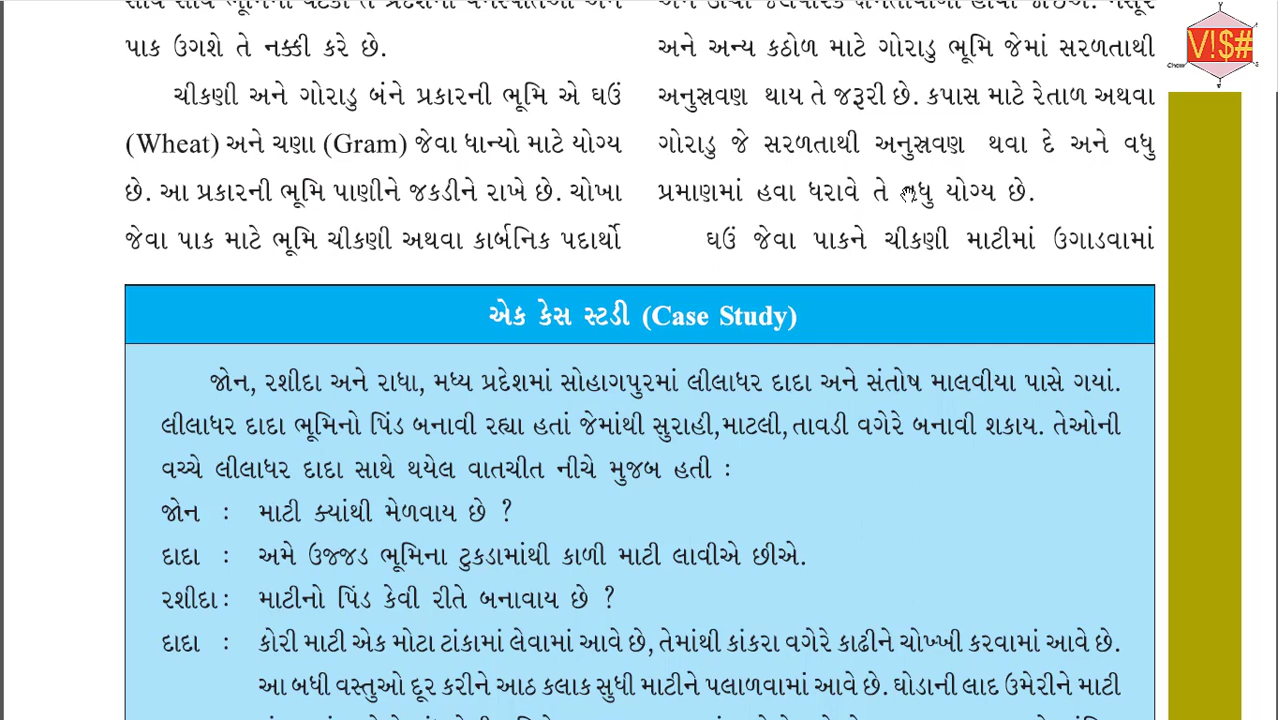 પાક ઉગશે તે નક્કી કરે છે.
ચીકણી અને ગોરાડુ બંને પ્રકારની ભૂમિ એ ઘઉં
(Wheat) અને ચણા (Gram) જેવા ધાન્યો માટે યોગ્ય
છે. આ પ્રકારની ભૂમિ પાણીને જકડીને રાખે છે. ચોખા
જેવા પાક માટે ભૂમિ ચીકણી અથવા કાર્બનિક પદાર્થો
અને અન્ય કઠોળ માટે ગોરાડુ ભૂમિ જેમાં સરળતાથી
અનુસ્રવણ થાય તે જરૂરી છે. કપાસ માટે રેતાળ અથવા
ગોરાડુ જે સરળતાથી અનુસ્રવણ થવા દે અને વધુ
પ્રમાણમાં હવા ધરાવે તે વધુ યોગ્ય છે.
ઘઉં જેવા પાકને ચીકણી માટીમાં ઉગાડવામાં
V!$#
એક કેસ સ્ટડી (Case Study)
જોન, રશીદા અને રાધા, મધ્ય પ્રદેશમાં સોહાગપુરમાં લીલાધર દાદા અને સંતોષ માલવીયા પાસે ગયાં.
લીલાધર દાદા ભૂમિનો પિંડ બનાવી રહ્યા હતાં જેમાંથી સુરાહી,માટલી,તાવડી વગેરે બનાવી શકાય. તેઓની
વચ્ચે લીલાધર દાદા સાથે થયેલ વાતચીત નીચે મુજબ હતી :
જોન : માટી ક્યાંથી મેળવાય છે ?
દાદા : અમે ઉજ્જડ ભૂમિના ટુકડામાંથી કાળી માટી લાવીએ છીએ.
રશીદા : માટીનો પિંડ કેવી રીતે બનાવાય છે ?
દાદા : કોરી માટી એક મોટા ટાંકામાં લેવામાં આવે છે, તેમાંથી કાંકરા વગેરે કાઢીને ચોખ્ખી કરવામાં આવે છે.
આ બધી વસ્તુઓ દૂર કરીને આઠ કલાક સુધી માટીને પલાળવામાં આવે છે. ઘોડાની લાદ ઉમેરીને માટી